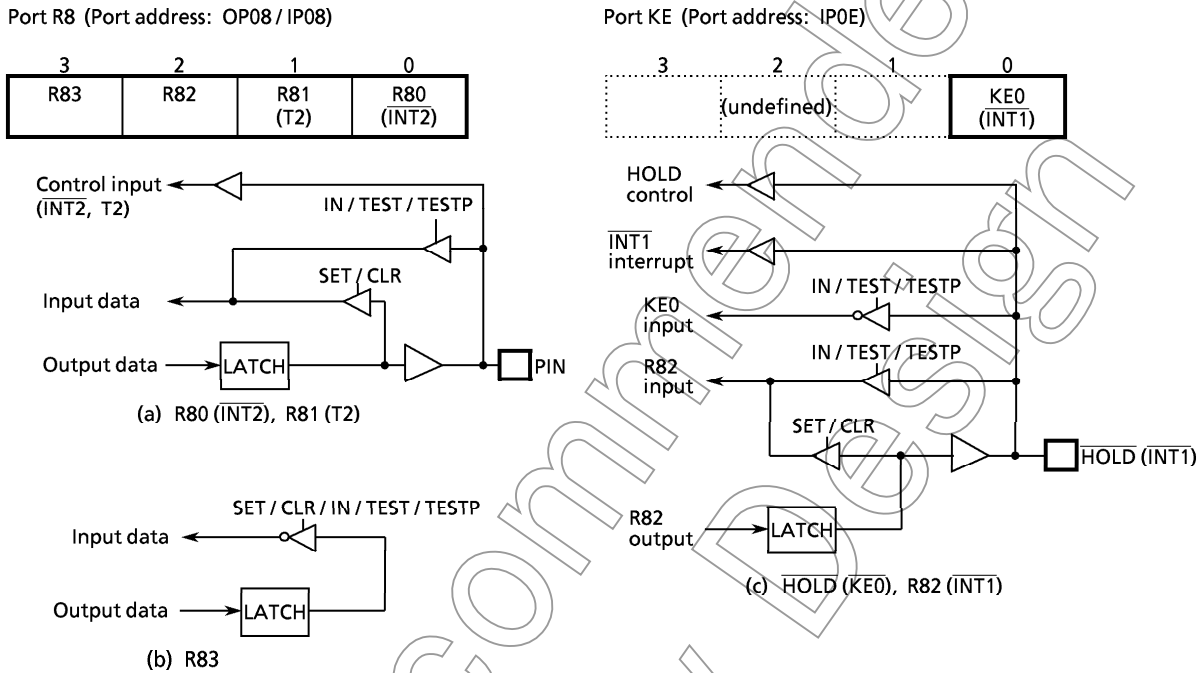 Port R8 (Port address: OP08 / IP08)
3 2 1 0
R83 R82 R81 R80
(T2) (INT2)
Control input
(INT2, T2)
IN / TEST / TESTP
SET / CLR
Input data
Output data LATCH PIN
(a) R80 (INT2), R81 (T2)
SET / CLR / IN / TEST / TESTP
Input data
Output data LATCH
(b) R83
Port KE (Port address: IP0E)
3 2 1 0
(undefined) KE0
(INT1)
HOLD
control
INT1
interrupt
IN / TEST / TESTP
KE0
input
IN / TEST / TESTP
R82
input
SET / CLR
HOLD (INT1)
R82
output
LATCH
(c) HOLD (KE0), R82 (INT1)
commende
Design